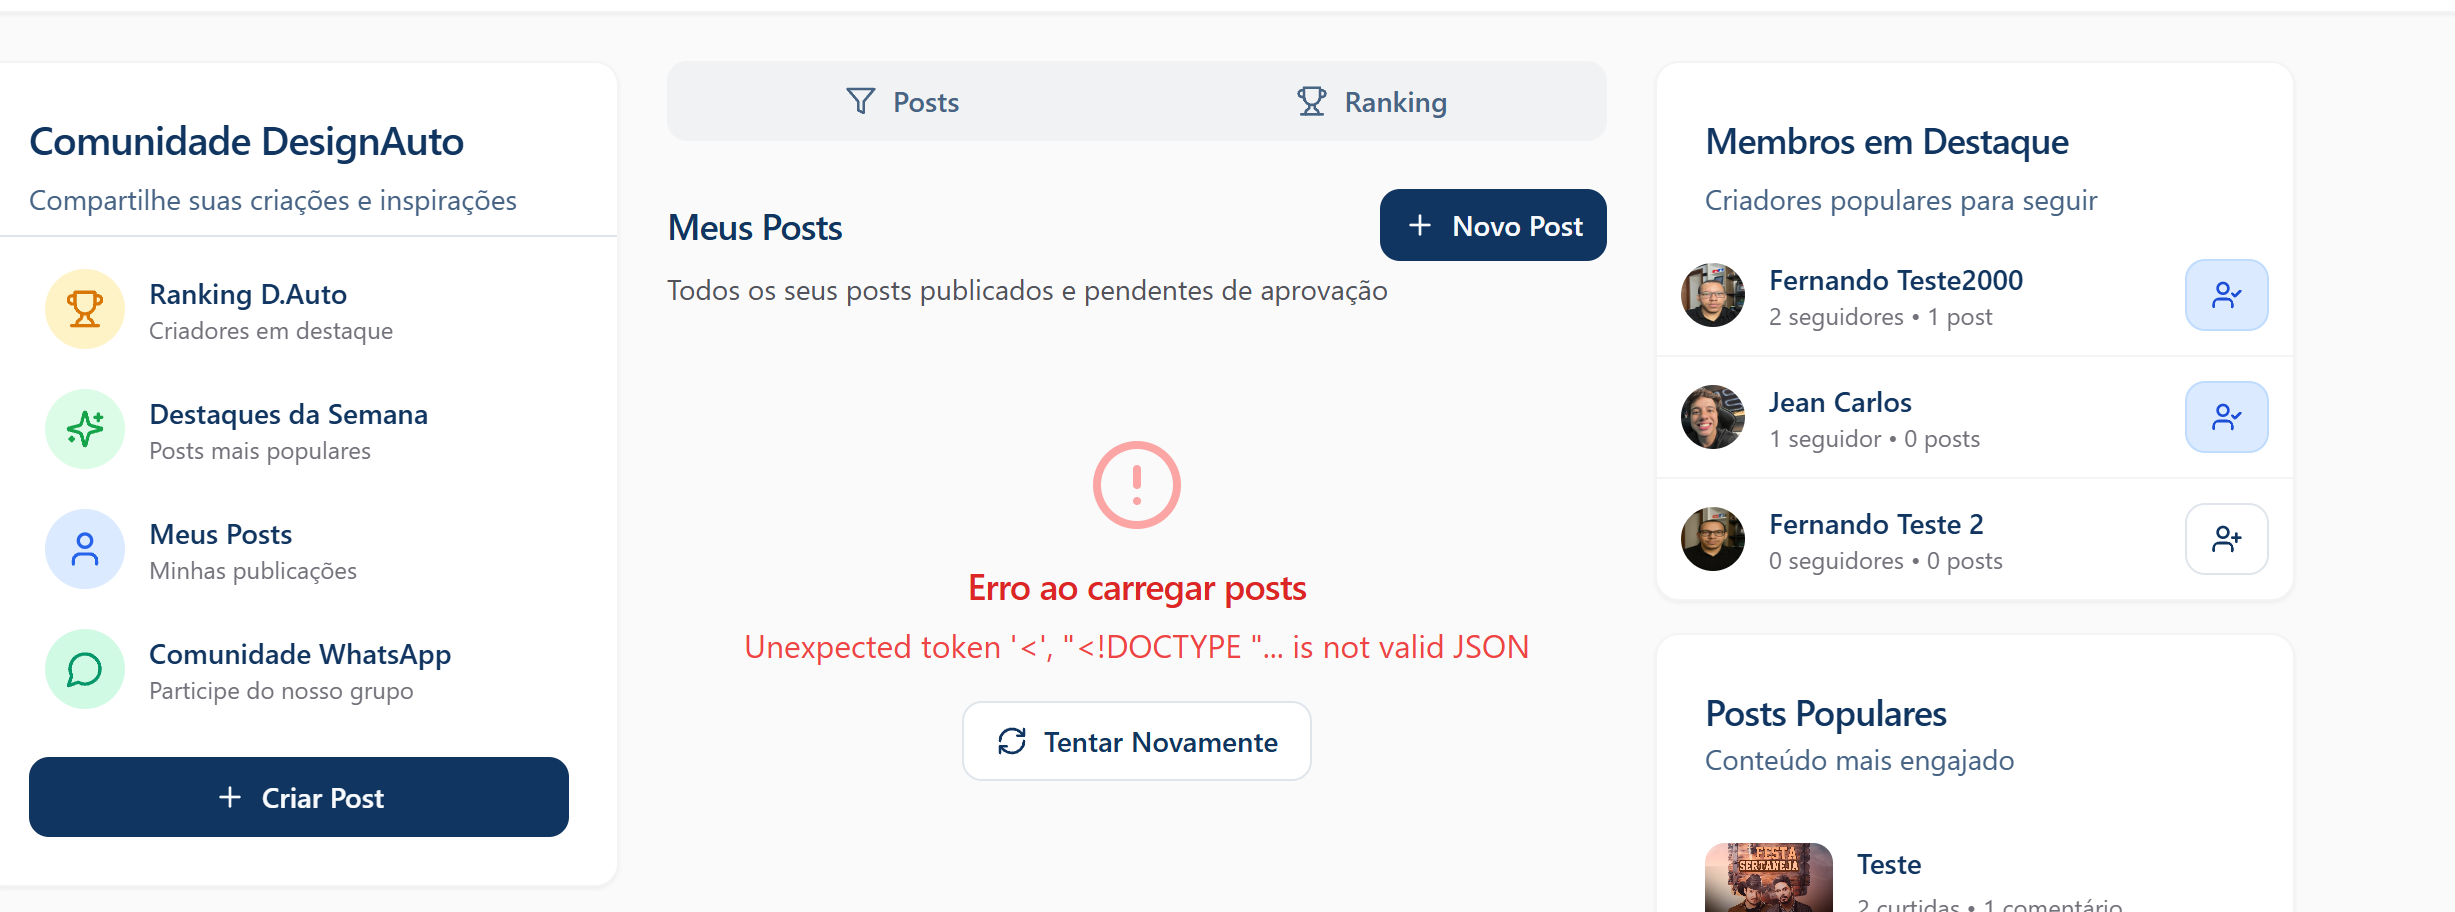 Comunidade DesignAuto
Compartilhe suas criações e inspirações
Ranking D.Auto
Criadores em destaque
Destaques da Semana
Posts mais populares
Meus Posts
Minhas publicações
Comunidade WhatsApp
Participe do nosso grupo
+ Criar Post
Posts
Ranking
Meus Posts
+ Novo Post
Todos os seus posts publicados e pendentes de aprovação
Erro ao carregar posts
Unexpected token '<', "<!DOCTYPE "... is not valid JSON
Tentar Novamente
Membros em Destaque
Criadores populares para seguir
Fernando Teste2000
2 seguidores • 1 post
Jean Carlos
1 seguidor • 0 posts
Fernando Teste 2
0 seguidores • 0 posts
Posts Populares
Conteúdo mais engajado
FESTA
SERTANEJA
Teste
2 curtidas • 1 comentário